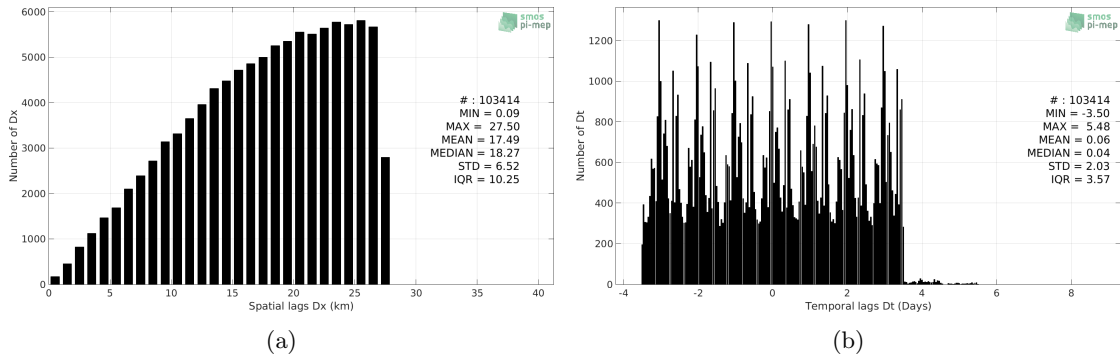 smos
pi-mep
6000
5000
4000
3000
2000
1000
0
Number of Dx
# : 103414
MIN = 0.09
MAX = 27.50
MEAN = 17.49
MEDIAN = 18.27
STD = 6.52
IQR = 10.25
0 5 10 15 20 25 30 35 40
Spatial lags Dx (km)
(a)
smos
pi-mep
1200
1000
800
600
400
200
0
Number of Dt
# : 103414
MIN = -3.50
MAX = 5.48
MEAN = 0.06
MEDIAN = 0.04
STD = 2.03
IQR = 3.57
-4 -2 0 2 4 6 8
Temporal lags Dt (Days)
(b)